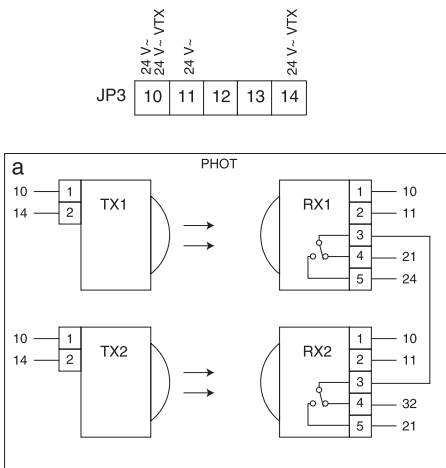 24 V~
24 V~ VTX
24 V~
24 V~ VTX
JP3 10 11 12 13 14
a PHOT
10 1 TX1 RX1 1 10
14 2 2 11
3
4 21
5 24
10 1 TX2 RX2 1 10
14 2 2 11
3
4 32
5 21